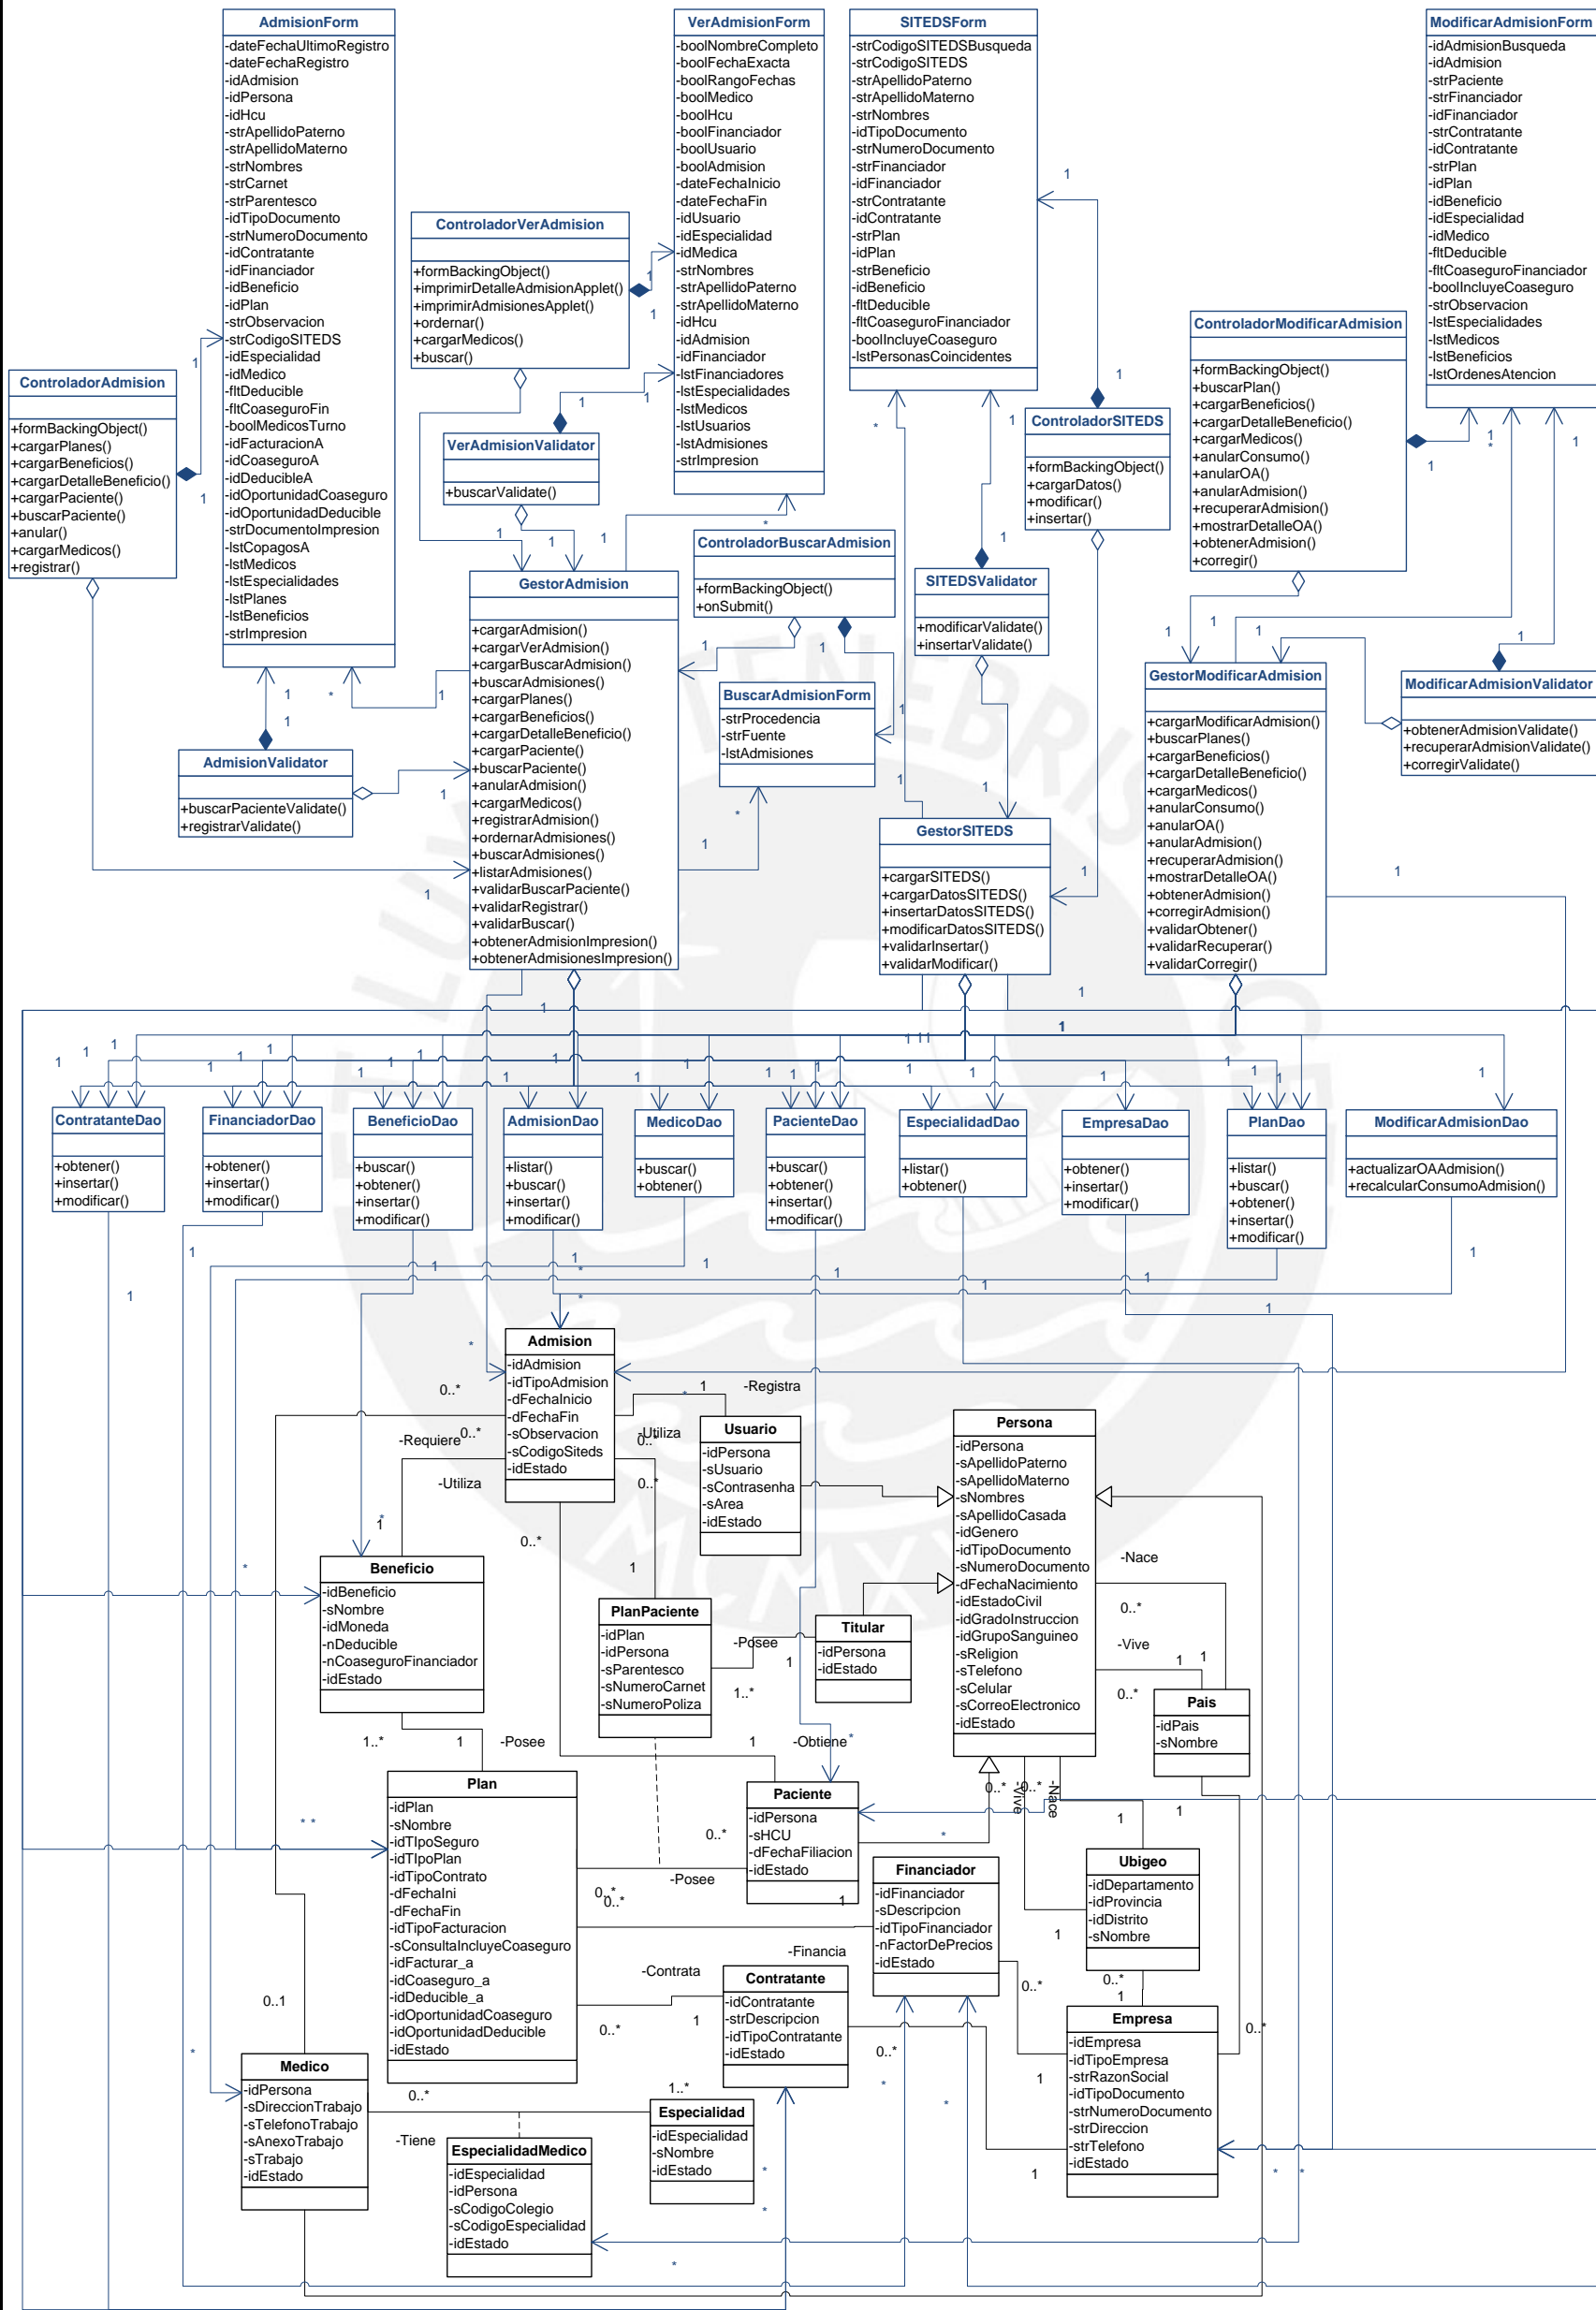 AdmisionForm
-dateFechaUltimoRegistro
-dateFechaRegistro
-idAdmision
-idPersona
-idHcu
-strApellidoPaterno
-strApellidoMaterno
-strNombres
-strCarnet
-strParentesco
-idTipoDocumento
-strNumeroDocumento
-idContratante
-idFinanciador
-idBeneficio
-idPlan
-strObservacion
-strCodigoSITEDS
-idEspecialidad
-idMedico
-fltDeducible
-fltCoaseguroFin
-boolMedicosTurno
-idFacturacionA
-idCoaseguroA
-idDeducibleA
-idOportunidadCoaseguro
-idOportunidadDeducible
-strDocumentoImpresion
-lstCopagosA
-lstMedicos
-lstEspecialidades
-lstPlanes
-lstBeneficios
-strImpresion
VerAdmisionForm
-boolNombreCompleto
-boolFechaExacta
-boolRangoFechas
-boolMedico
-boolHcu
-boolFinanciador
-boolUsuario
-boolAdmision
-dateFechaInicio
-dateFechaFin
-idUsuario
-idEspecialidad
-idMedica
-strNombres
-strApellidoPaterno
-strApellidoMaterno
-idHcu
-idAdmision
-idFinanciador
-lstFinanciadores
-lstEspecialidades
-lstMedicos
-lstUsuarios
-lstAdmisiones
-strImpresion
SITEDSForm
-strCodigoSITEDSBusqueda
-strCodigoSITEDS
-strApellidoPaterno
-strApellidoMaterno
-strNombres
-idTipoDocumento
-strNumeroDocumento
-strFinanciador
-idFinanciador
-strContratante
-idContratante
-strPlan
-idPlan
-strBeneficio
-idBeneficio
-fltDeducible
-fltCoaseguroFinanciador
-boolIncluyeCoaseguro
-lstPersonasCoincidentes
ModificarAdmisionForm
-idAdmisionBusqueda
-idAdmision
-strPaciente
-strFinanciador
-idFinanciador
-strContratante
-idContratante
-strPlan
-idPlan
-idBeneficio
-idEspecialidad
-idMedico
-fltDeducible
-fltCoaseguroFinanciador
-boolIncluyeCoaseguro
-strObservacion
-lstEspecialidades
-lstMedicos
-lstBeneficios
-lstOrdenesAtencion
ControladorVerAdmision
+formBackingObject()
+imprimirDetalleAdmisionApplet()
+imprimirAdmisionesApplet()
+ordernar()
+cargarMedicos()
+buscar()
ControladorModificarAdmision
+formBackingObject()
+buscarPlan()
+cargarBeneficios()
+cargarDetalleBeneficio()
+cargarMedicos()
+anularConsumo()
+anularOA()
+anularAdmision()
+recuperarAdmision()
+mostrarDetalleOA()
+obtenerAdmision()
+corregir()
ControladorAdmision
+formBackingObject()
+cargarPlanes()
+cargarBeneficios()
+cargarDetalleBeneficio()
+cargarPaciente()
+buscarPaciente()
+anular()
+cargarMedicos()
+registrar()
VerAdmisionValidator
+buscarValidate()
ControladorSITEDS
+formBackingObject()
+cargarDatos()
+modificar()
+insertar()
ControladorBuscarAdmision
+formBackingObject()
+onSubmit()
SITEDSValidator
+modificarValidate()
+insertarValidate()
GestorAdmision
+cargarAdmision()
+cargarVerAdmision()
+cargarBuscarAdmision()
+buscarAdmisiones()
+cargarPlanes()
+cargarBeneficios()
+cargarDetalleBeneficio()
+cargarPaciente()
+buscarPaciente()
+anularAdmision()
+cargarMedicos()
+registrarAdmision()
+ordernarAdmisiones()
+buscarAdmisiones()
+listarAdmisiones()
+validarBuscarPaciente()
+validarRegistrar()
+validarBuscar()
+obtenerAdmisionImpresion()
+obtenerAdmisionesImpresion()
BuscarAdmisionForm
-strProcedencia
-strFuente
-lstAdmisiones
GestorModificarAdmision
+cargarModificarAdmision()
+buscarPlanes()
+cargarBeneficios()
+cargarDetalleBeneficio()
+cargarMedicos()
+anularConsumo()
+anularOA()
+anularAdmision()
+recuperarAdmision()
+mostrarDetalleOA()
+obtenerAdmision()
+corregirAdmision()
+validarObtener()
+validarRecuperar()
+validarCorregir()
ModificarAdmisionValidator
+obtenerAdmisionValidate()
+recuperarAdmisionValidate()
+corregirValidate()
AdmisionValidator
+buscarPacienteValidate()
+registrarValidate()
GestorSITEDS
+cargarSITEDS()
+cargarDatosSITEDS()
+insertarDatosSITEDS()
+modificarDatosSITEDS()
+validarInsertar()
+validarModificar()
ContratanteDao
+obtener()
+insertar()
+modificar()
FinanciadorDao
+obtener()
+insertar()
+modificar()
BeneficioDao
+buscar()
+obtener()
+insertar()
+modificar()
AdmisionDao
+listar()
+buscar()
+insertar()
+modificar()
MedicoDao
+buscar()
+obtener()
PacienteDao
+buscar()
+obtener()
+insertar()
+modificar()
EspecialidadDao
+listar()
+obtener()
EmpresaDao
+obtener()
+insertar()
+modificar()
PlanDao
+listar()
+buscar()
+obtener()
+insertar()
+modificar()
ModificarAdmisionDao
+actualizarOAAdmision()
+recalcularConsumoAdmision()
Admision
-idAdmision
-idTipoAdmision
-dFechaInicio
-dFechaFin
-sObservacion
-sCodigoSiteds
-idEstado
-Registra
-Requiere
-Utiliza
-Utiliza
Usuario
-idPersona
-sUsuario
-sContrasenha
-sArea
-idEstado
Persona
-idPersona
-sApellidoPaterno
-sApellidoMaterno
-sNombres
-sApellidoCasada
-idGenero
-idTipoDocumento
-sNumeroDocumento
-dFechaNacimiento
-idEstadoCivil
-idGradoInstruccion
-idGrupoSanguineo
-sReligion
-sTelefono
-sCelular
-sCorreoElectronico
-idEstado
-Nace
-Vive
Beneficio
-idBeneficio
-sNombre
-idMoneda
-nDeducible
-nCoaseguroFinanciador
-idEstado
PlanPaciente
-idPlan
-idPersona
-sParentesco
-sNumeroCarnet
-sNumeroPoliza
-Posee
Titular
-idPersona
-idEstado
Pais
-idPais
-sNombre
-Posee
-Obtiene
Plan
-idPlan
-sNombre
-idTIpoSeguro
-idTIpoPlan
-idTipoContrato
-dFechaIni
-dFechaFin
-idTipoFacturacion
-sConsultaIncluyeCoaseguro
-idFacturar_a
-idCoaseguro_a
-idDeducible_a
-idOportunidadCoaseguro
-idOportunidadDeducible
-idEstado
Paciente
-idPersona
-sHCU
-dFechaFiliacion
-idEstado
-Vive
-Nace
-Posee
Financiador
-idFinanciador
-sDescripcion
-idTipoFinanciador
-nFactorDePrecios
-idEstado
Ubigeo
-idDepartamento
-idProvincia
-idDistrito
-sNombre
-Financia
-Contrata
Contratante
-idContratante
-strDescripcion
-idTipoContratante
-idEstado
Empresa
-idEmpresa
-idTipoEmpresa
-strRazonSocial
-idTipoDocumento
-strNumeroDocumento
-strDireccion
-strTelefono
-idEstado
Medico
-idPersona
-sDireccionTrabajo
-sTelefonoTrabajo
-sAnexoTrabajo
-sTrabajo
-idEstado
-Tiene
Especialidad
-idEspecialidad
-sNombre
-idEstado
EspecialidadMedico
-idEspecialidad
-idPersona
-sCodigoColegio
-sCodigoEspecialidad
-idEstado